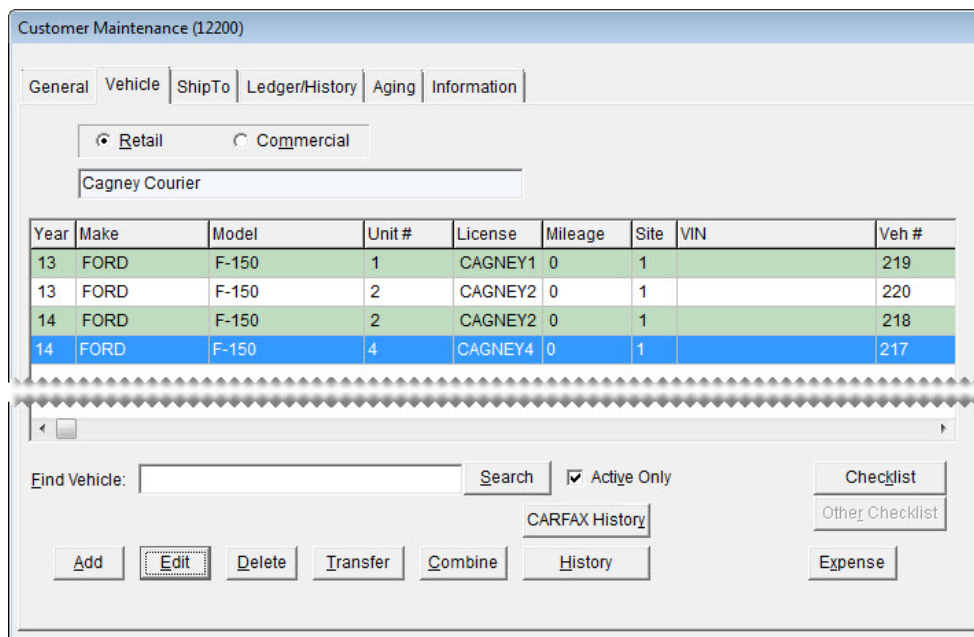 Customer Maintenance (12200)
General Vehicle ShipTo Ledger/History Aging Information
Retail Commercial
Cagney Courier
Year Make Model Unit # License Mileage Site VIN Veh #
13 FORD F-150 1 CAGNEY1 0 1 219
13 FORD F-150 2 CAGNEY2 0 1 220
14 FORD F-150 2 CAGNEY2 0 1 218
14 FORD F-150 4 CAGNEY4 0 1 217
Find Vehicle: Search Active Only Checklist
CARFAX History Other Checklist
Add Edit Delete Transfer Combine History Expense